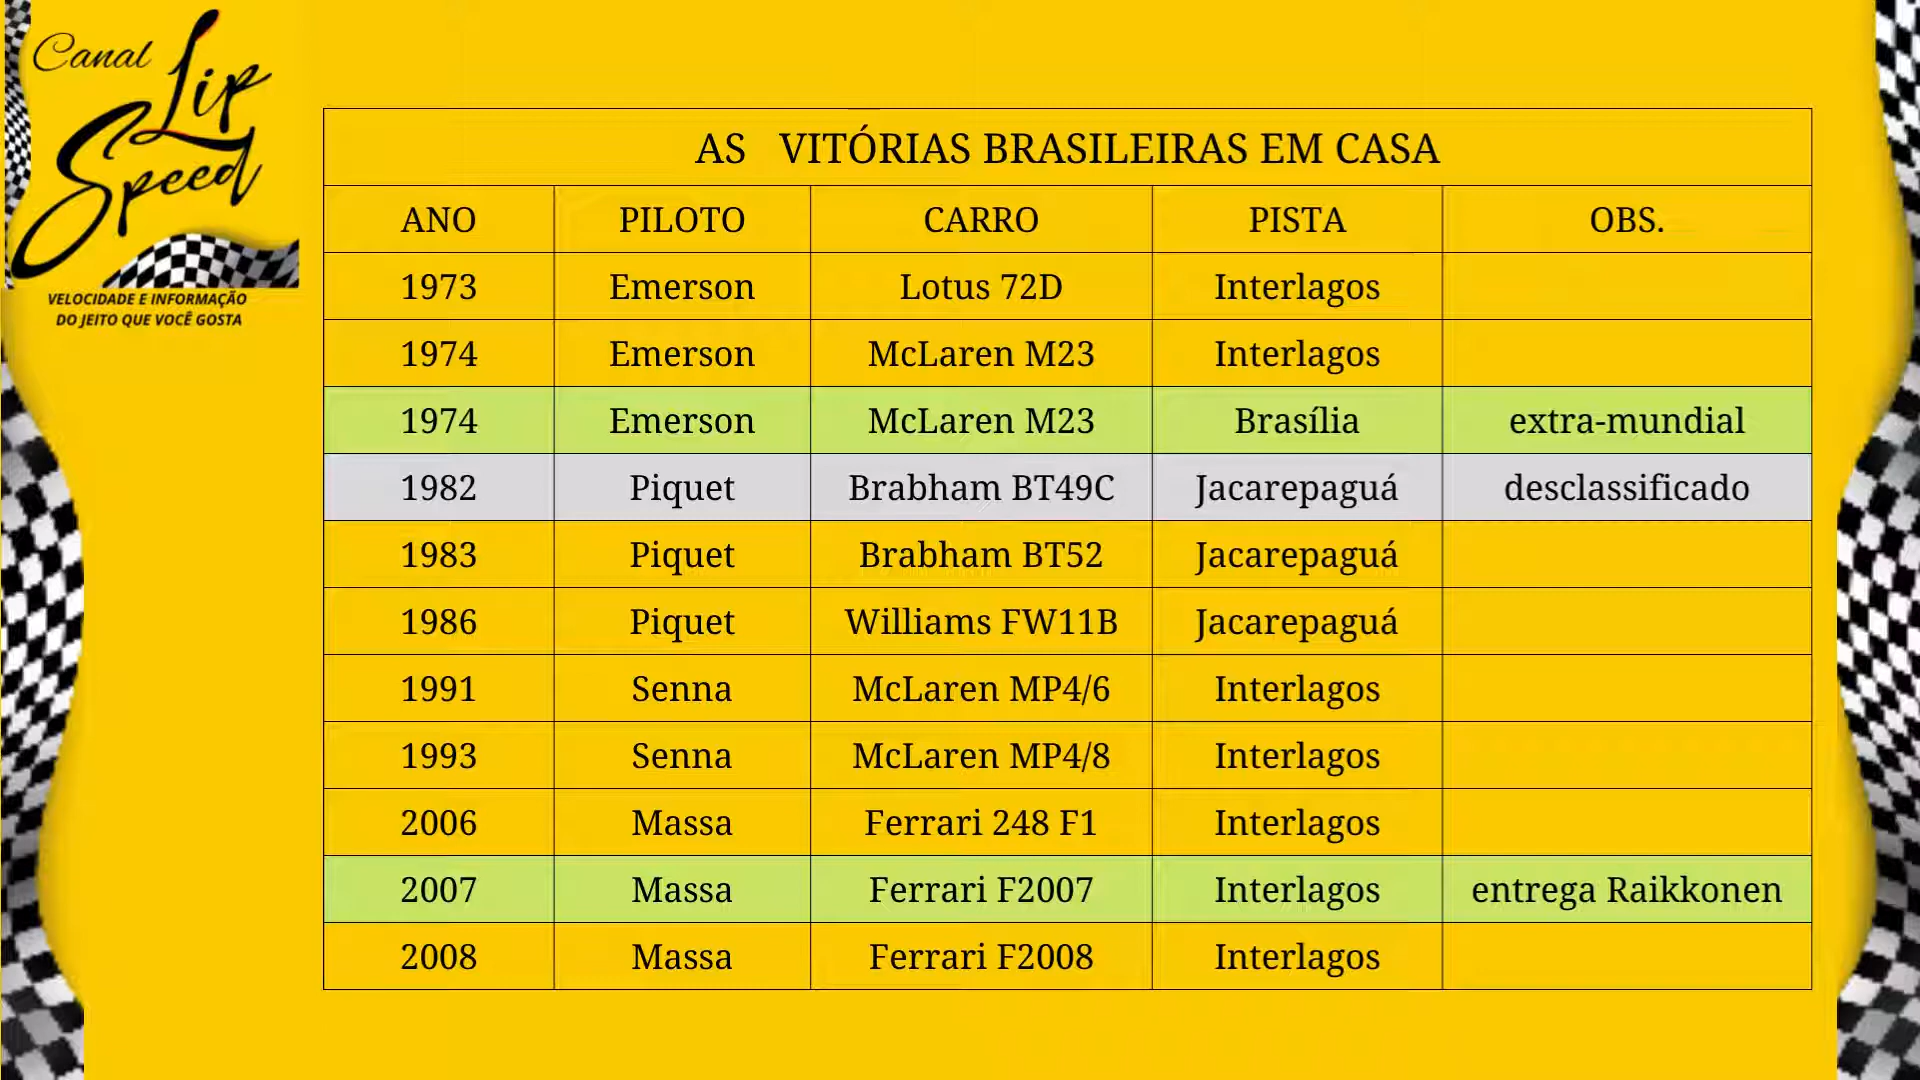 Canal Lip
Speed
VELOCIDADE E INFORMAÇÃO
DO JEITO QUE VOCÊ GOSTA
AS VITÓRIAS BRASILEIRAS EM CASA
ANO PILOTO CARRO PISTA OBS.
1973 Emerson Lotus 72D Interlagos
1974 Emerson McLaren M23 Interlagos
1974 Emerson McLaren M23 Brasília extra-mundial
1982 Piquet Brabham BT49C Jacarepaguá desclassificado
1983 Piquet Brabham BT52 Jacarepaguá
1986 Piquet Williams FW11B Jacarepaguá
1991 Senna McLaren MP4/6 Interlagos
1993 Senna McLaren MP4/8 Interlagos
2006 Massa Ferrari 248 F1 Interlagos
2007 Massa Ferrari F2007 Interlagos entrega Raikkonen
2008 Massa Ferrari F2008 Interlagos